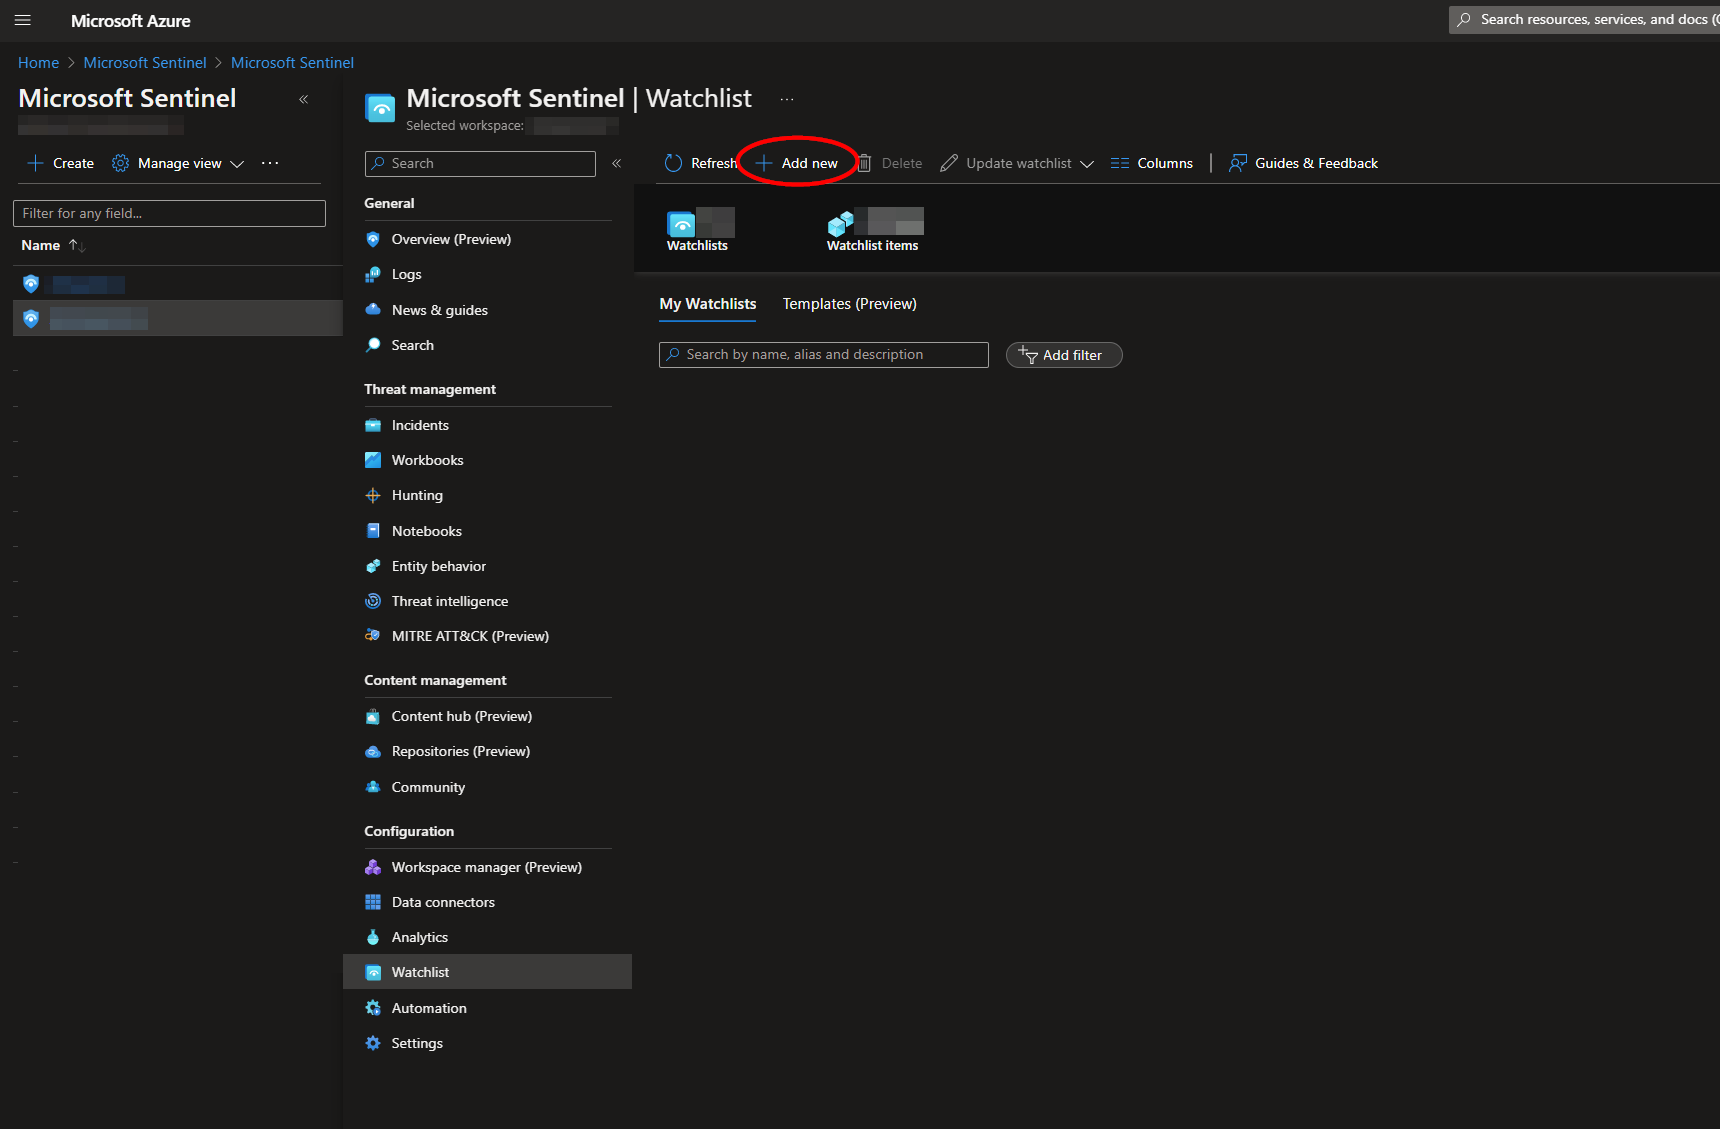 Microsoft Azure
Search resources, services, and docs (
Home > Microsoft Sentinel > Microsoft Sentinel
Microsoft Sentinel
Create Manage view
Filter for any field...
Name
Microsoft Sentinel | Watchlist
Selected workspace:
Search
General
Overview (Preview)
Logs
News & guides
Search
Threat management
Incidents
Workbooks
Hunting
Notebooks
Entity behavior
Threat intelligence
MITRE ATT&CK (Preview)
Content management
Content hub (Preview)
Repositories (Preview)
Community
Configuration
Workspace manager (Preview)
Data connectors
Analytics
Watchlist
Automation
Settings
Refresh Add new Delete Update watchlist Columns | Guides & Feedback
Watchlists Watchlist items
My Watchlists Templates (Preview)
Search by name, alias and description Add filter